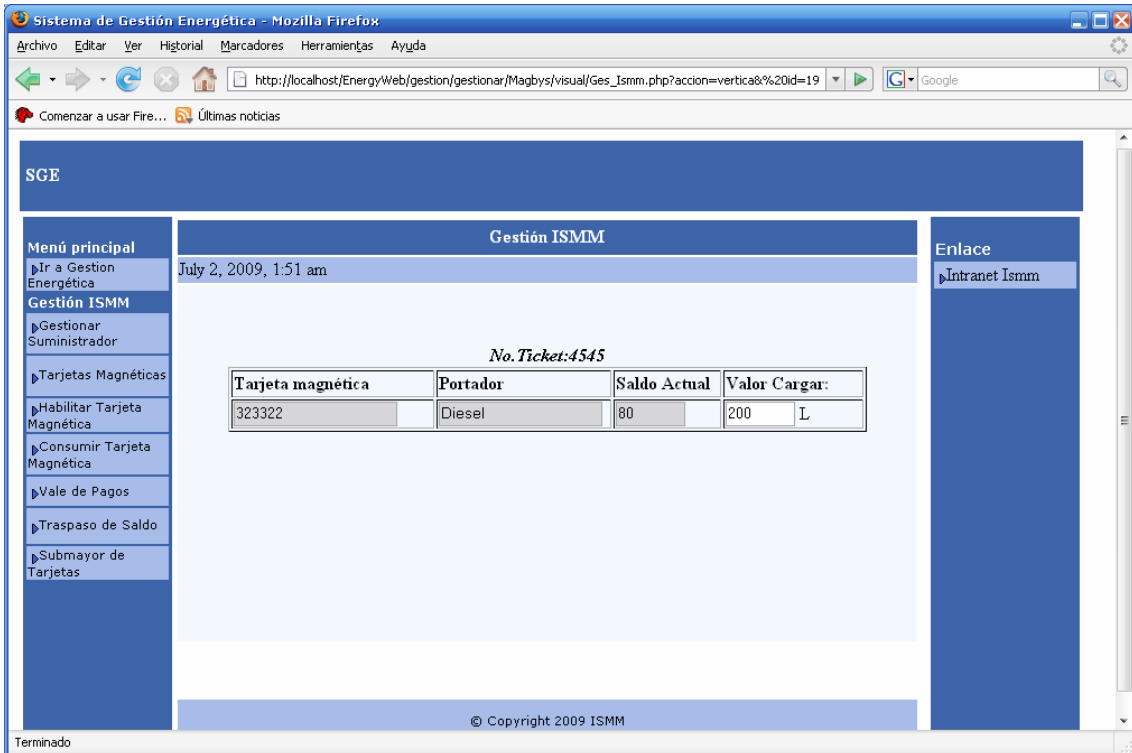 Sistema de Gestión Energética - Mozilla Firefox
Archivo Editar Ver Historial Marcadores Herramientas Ayuda
http://localhost/EnergyWeb/gestion/gestionar/Magbys/visual/Ges_Ismm.php?accion=vertica&%20id=19
G Google
Comenzar a usar Fire... Últimas noticias
SGE
Menú principal
Ir a Gestion
Energética
Gestión ISMM
Gestionar
Suministrador
Tarjetas Magnéticas
Habilitar Tarjeta
Magnética
Consumir Tarjeta
Magnética
Vale de Pagos
Traspaso de Saldo
Submayor de
Tarjetas
Gestión ISMM
July 2, 2009, 1:51 am
No.Ticket:4545
Tarjeta magnética Portador Saldo Actual Valor Cargar:
323322 Diesel 80 200 L
Enlace
Intranet Ismm
© Copyright 2009 ISMM
Terminado